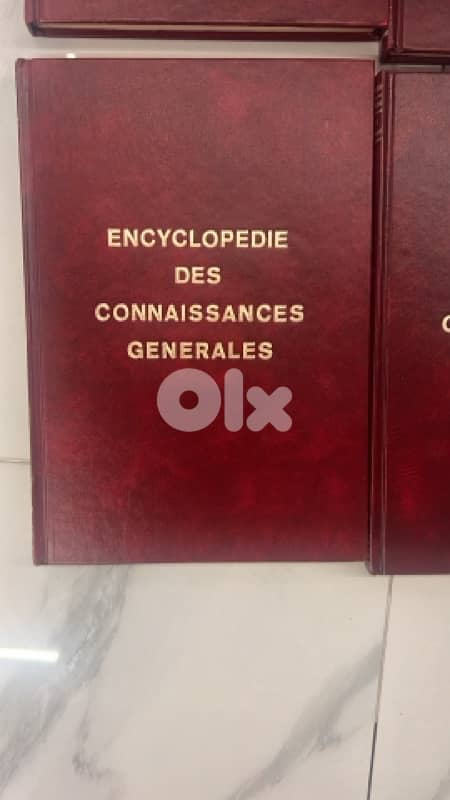 ENCYCLOPEDIE
DES
CONNAISSANCES
GENERALES
Olx